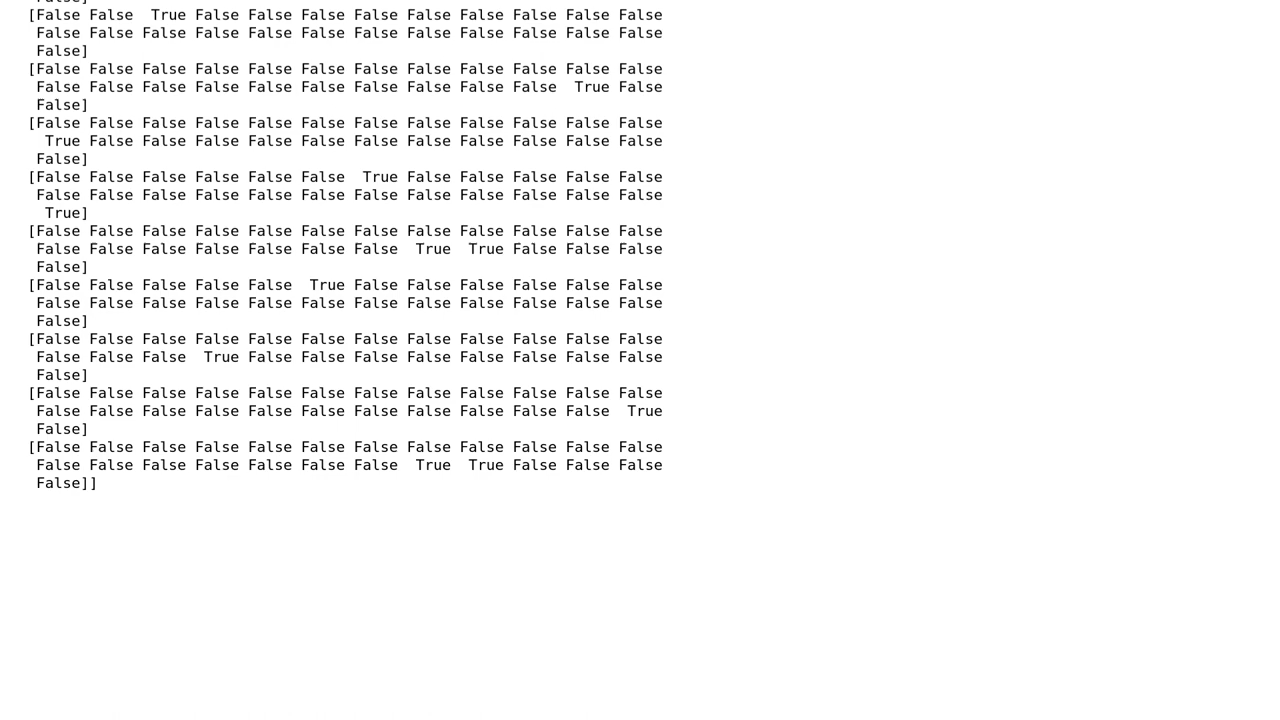 False]
[False False  True False False False False False False False False False
 False False False False False False False False False False False False
 False]
[False False False False False False False False False False False False
 False False False False False False False False False False  True False
 False]
[False False False False False False False False False False False False
  True False False False False False False False False False False False
 False]
[False False False False False False  True False False False False False
 False False False False False False False False False False False False
  True]
[False False False False False False False False False False False False
 False False False False False False False  True  True False False False
 False]
[False False False False False  True False False False False False False
 False False False False False False False False False False False False
 False]
[False False False False False False False False False False False False
 False False False  True False False False False False False False False
 False]
[False False False False False False False False False False False False
 False False False False False False False False False False False  True
 False]
[False False False False False False False False False False False False
 False False False False False False False  True  True False False False
 False]]